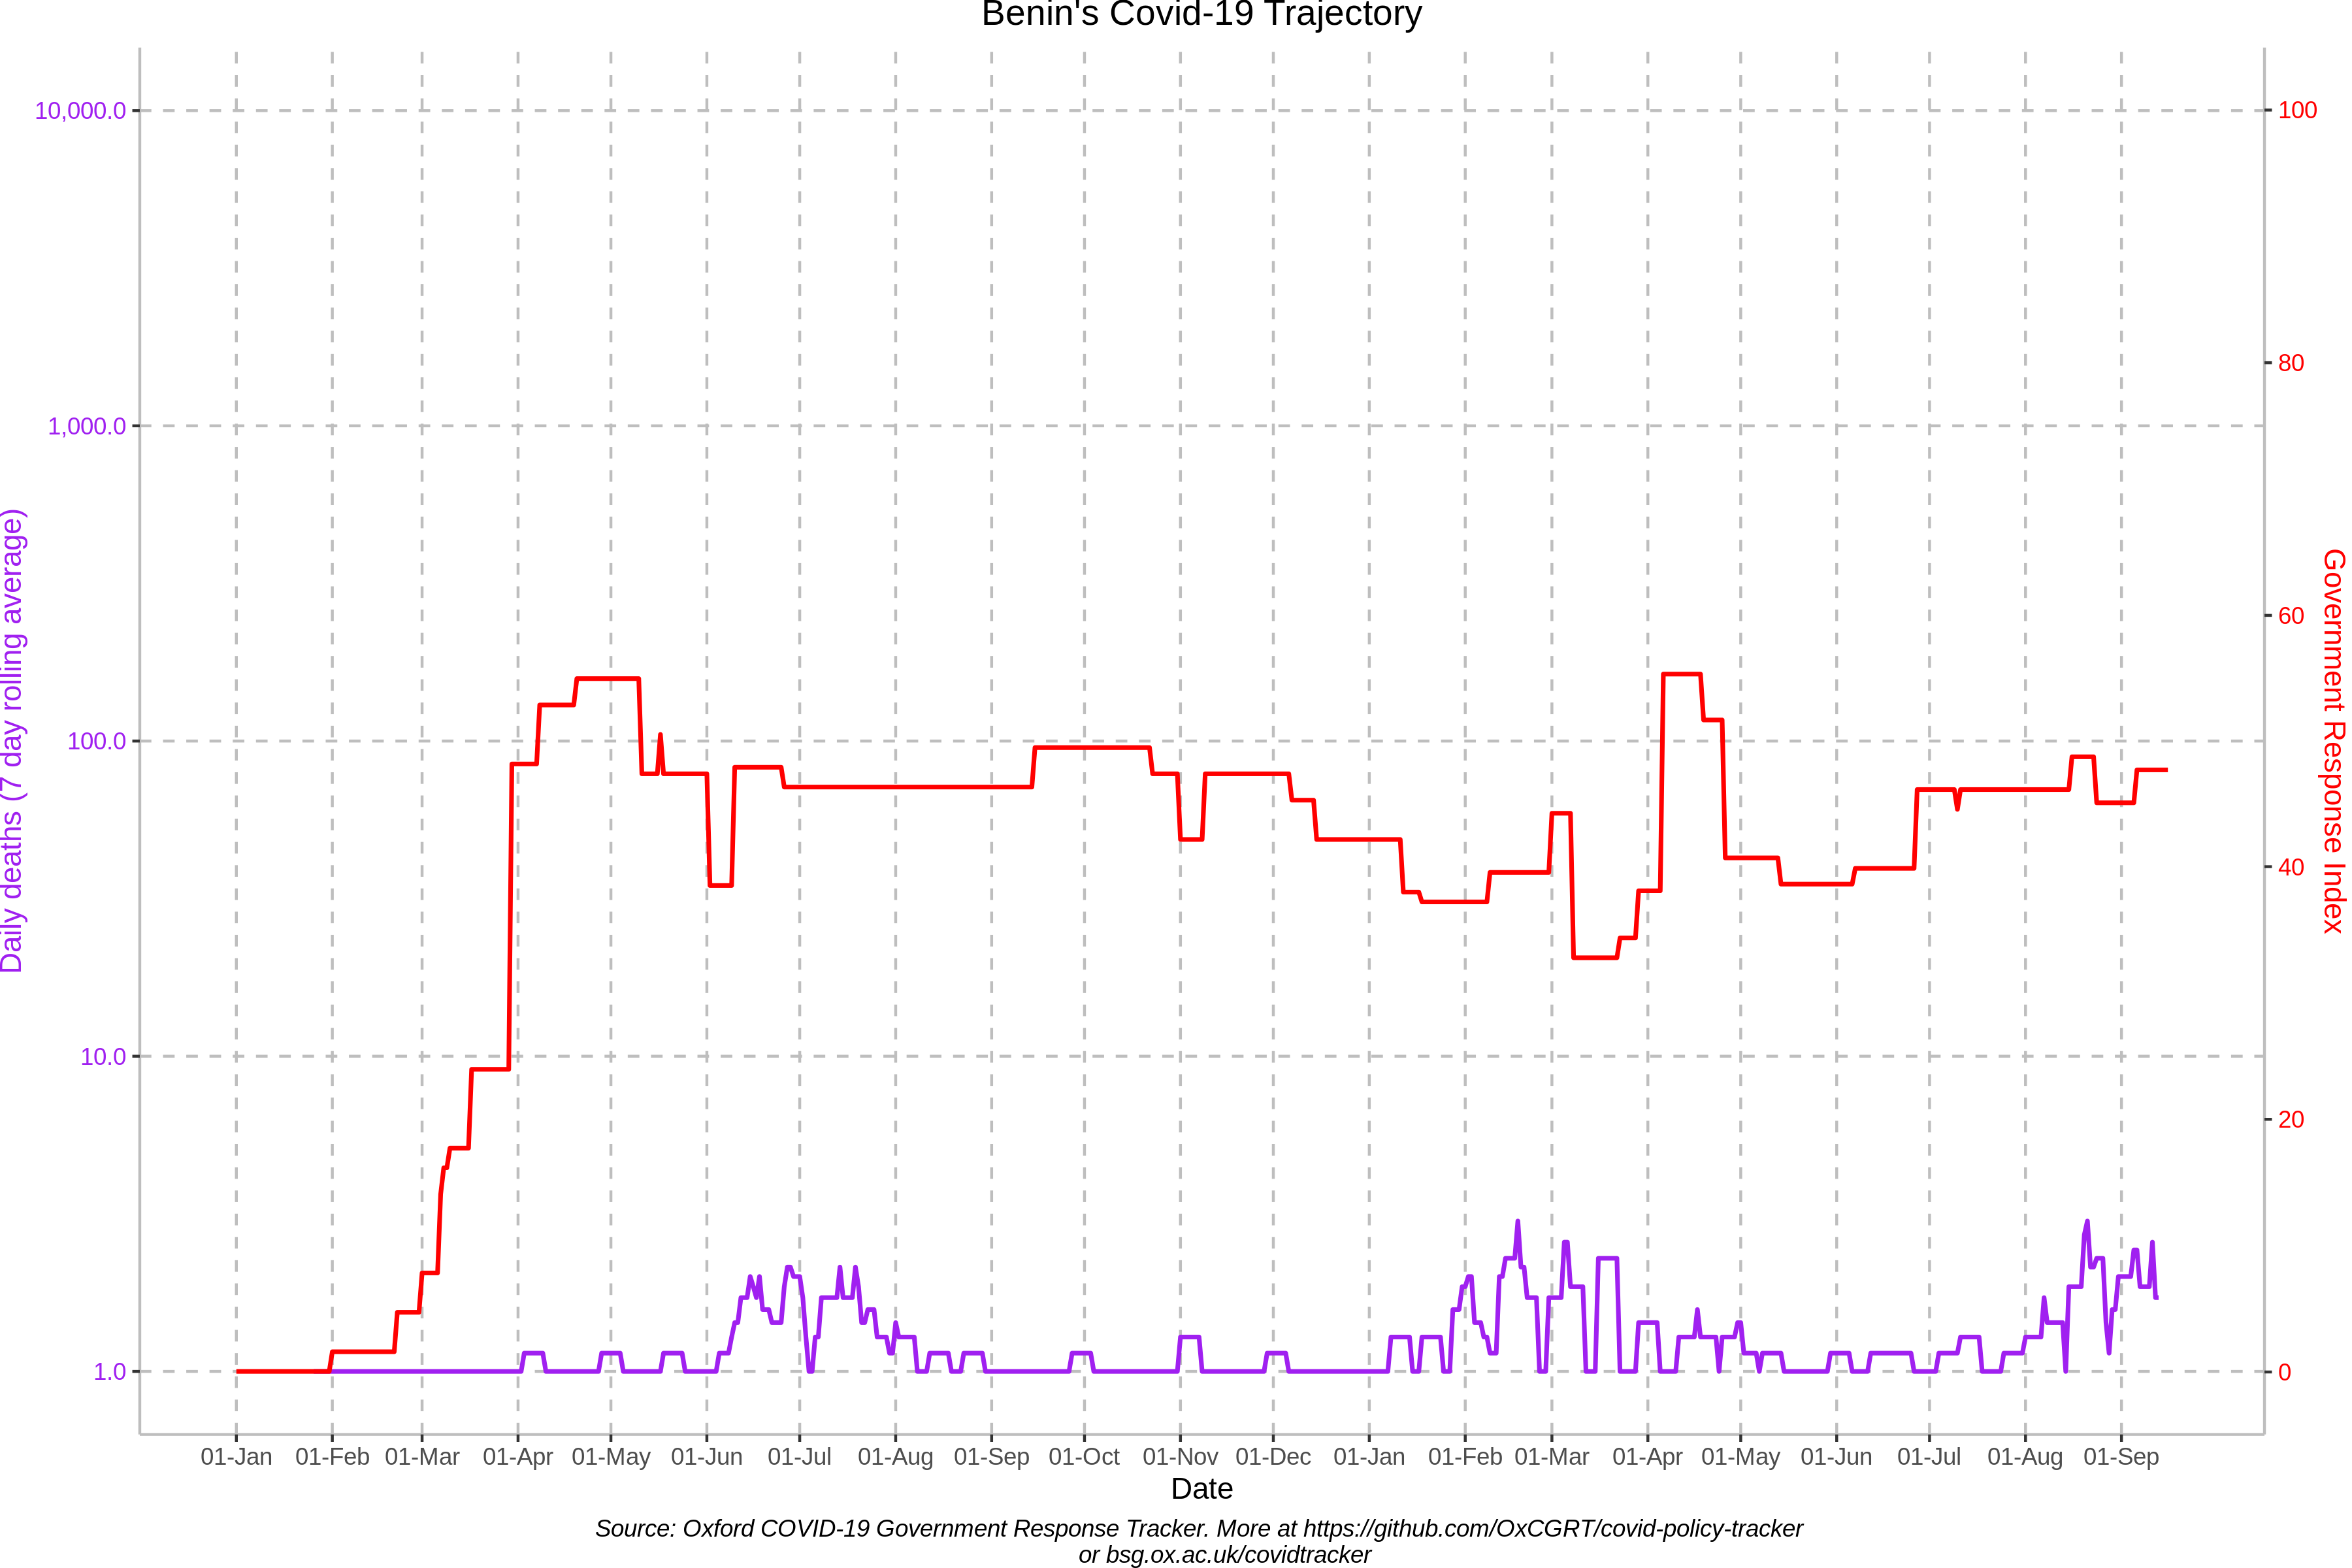 Benin's Covid-19 Trajectory
10,000.0
1,000.0
100.0
10.0
1.0
Daily deaths (7 day rolling average)
100
80
60
40
20
0
Government Response Index
01-Jan 01-Feb 01-Mar 01-Apr 01-May 01-Jun 01-Jul 01-Aug 01-Sep 01-Oct 01-Nov 01-Dec 01-Jan 01-Feb 01-Mar 01-Apr 01-May 01-Jun 01-Jul 01-Aug 01-Sep
Date
Source: Oxford COVID-19 Government Response Tracker. More at https://github.com/OxCGRT/covid-policy-tracker
or bsg.ox.ac.uk/covidtracker